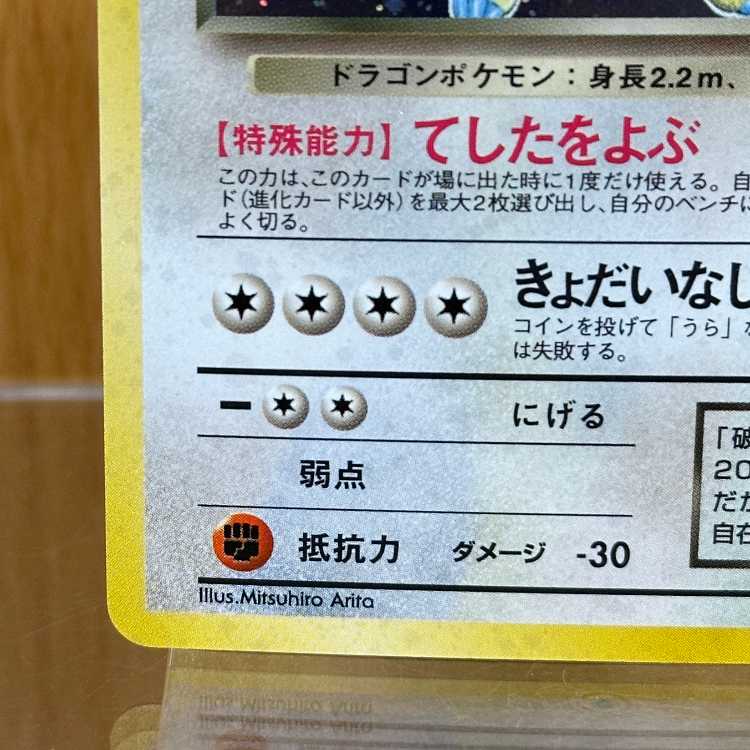 ドラゴンポケモン：身長2.2m、
【特殊能力】てしたをよぶ
この力は、このカードが場に出た時に1度だけ使える。自
ド（進化カード以外）を最大2枚選び出し、自分のベンチに
よく切る。
きょだいなし
コインを投げて「うら」を
は失敗する。
ー にげる
弱点
抵抗力 ダメージ -30
「破
20
だか
自在
Illus.Mitsuhiro Arita